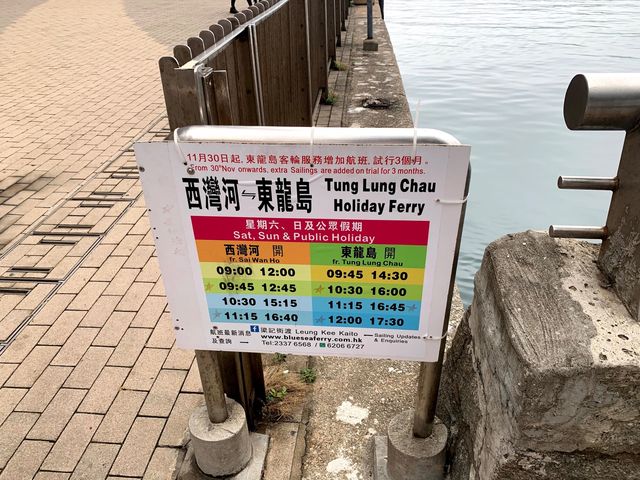 11月30日起, 東龍島客輪服務增加航班, 試行3個月。
From 30th Nov onwards, extra Sailings are added on trial for 3 months.
西灣河⇋東龍島 Tung Lung Chau Holiday Ferry
星期六、日及公眾假期
Sat, Sun & Public Holiday
西灣河 開 東龍島 開
fr. Sai Wan Ho fr. Tung Lung Chau
09:00 12:00 09:45 14:30
☆09:45 12:45 ☆10:30 16:00
10:30 15:15 11:15 16:45☆
☆11:15 16:40 ☆12:00 17:30
航班最新消息及查詢 梁記街渡 Leung Kee Kaito Sailing Updates & Enquiries
www.blueseaferry.com.hk
Tel: 2337 6568 / 6206 6727